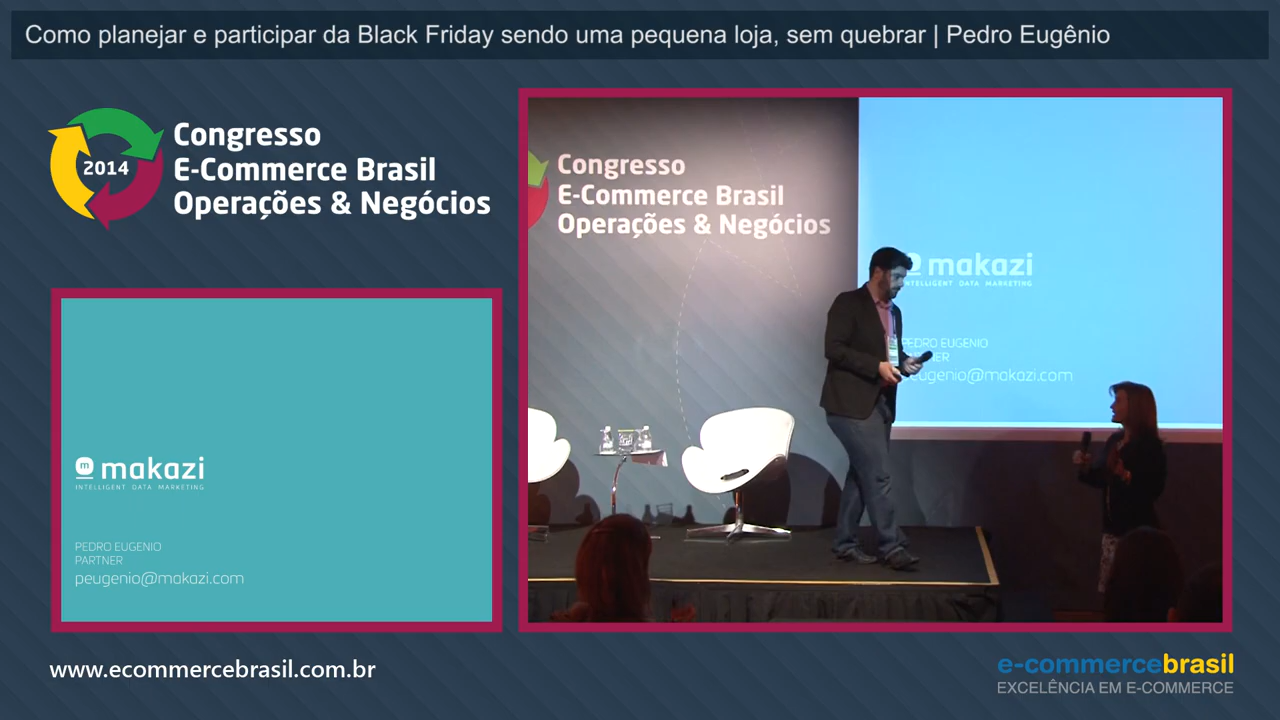 Como planejar e participar da Black Friday sendo uma pequena loja, sem quebrar | Pedro Eugênio
2014
Congresso
E-Commerce Brasil
Operações & Negócios
Congresso
E-Commerce Brasil
Operações & Negócios
makazi
INTELLIGENT DATA MARKETING
PEDRO EUGENIO
peugenio@makazi.com
m makazi
INTELLIGENT DATA MARKETING
PEDRO EUGENIO
PARTNER
peugenio@makazi.com
www.ecommercebrasil.com.br
e-commercebrasil
EXCELÊNCIA EM E-COMMERCE